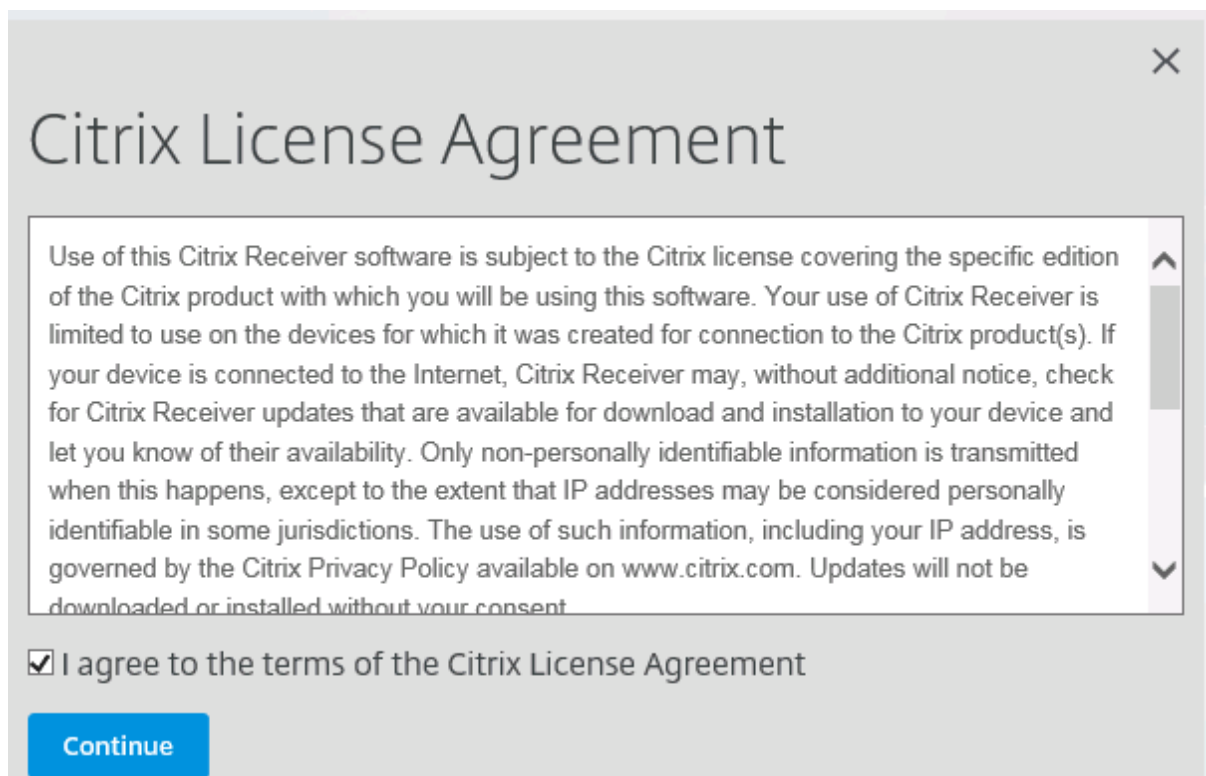 Citrix License Agreement
Use of this Citrix Receiver software is subject to the Citrix license covering the specific edition
of the Citrix product with which you will be using this software. Your use of Citrix Receiver is
limited to use on the devices for which it was created for connection to the Citrix product(s). If
your device is connected to the Internet, Citrix Receiver may, without additional notice, check
for Citrix Receiver updates that are available for download and installation to your device and
let you know of their availability. Only non-personally identifiable information is transmitted
when this happens, except to the extent that IP addresses may be considered personally
identifiable in some jurisdictions. The use of such information, including your IP address, is
governed by the Citrix Privacy Policy available on www.citrix.com. Updates will not be
downloaded or installed without your consent
I agree to the terms of the Citrix License Agreement
Continue